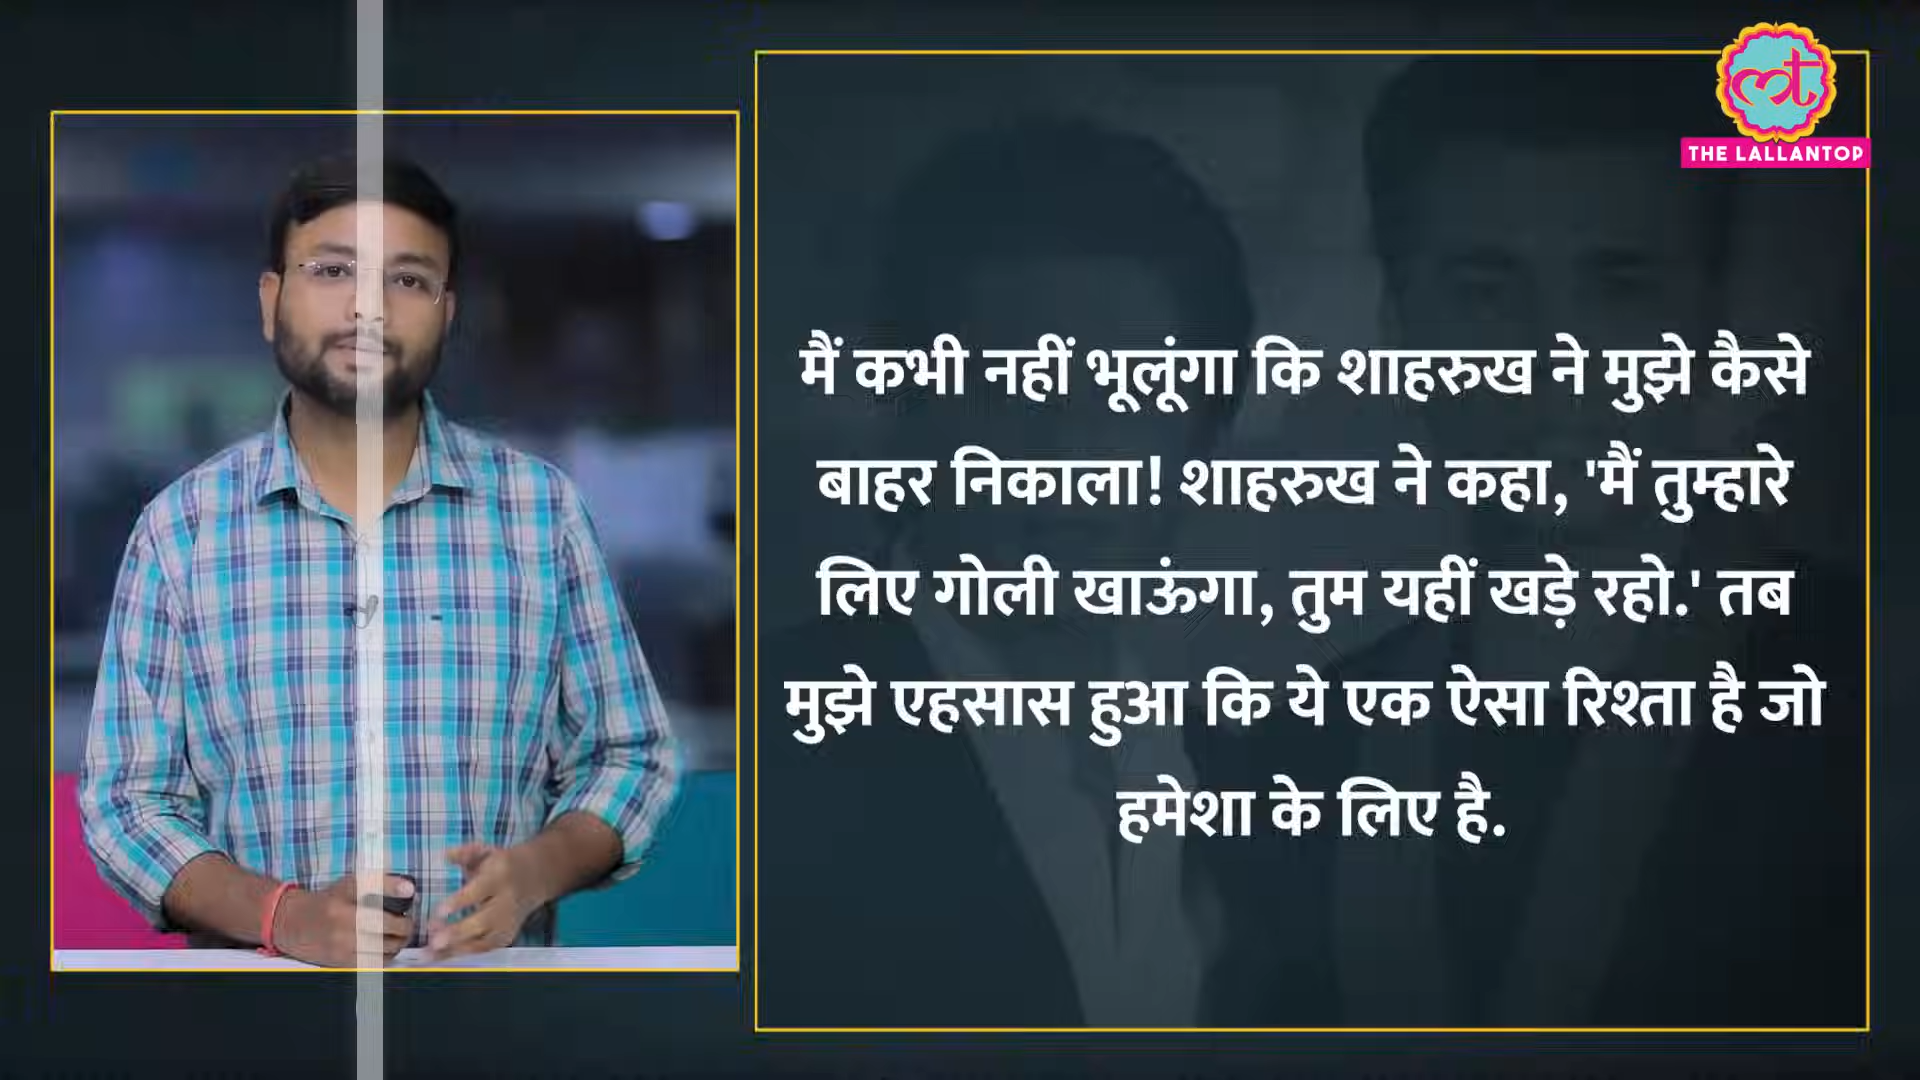 THE LALLANTOP
मैं कभी नहीं भूलूंगा कि शाहरुख ने मुझे कैसे
बाहर निकाला! शाहरुख ने कहा, 'मैं तुम्हारे
लिए गोली खाऊंगा, तुम यहीं खड़े रहो.' तब
मुझे एहसास हुआ कि ये एक ऐसा रिश्ता है जो
हमेशा के लिए है.